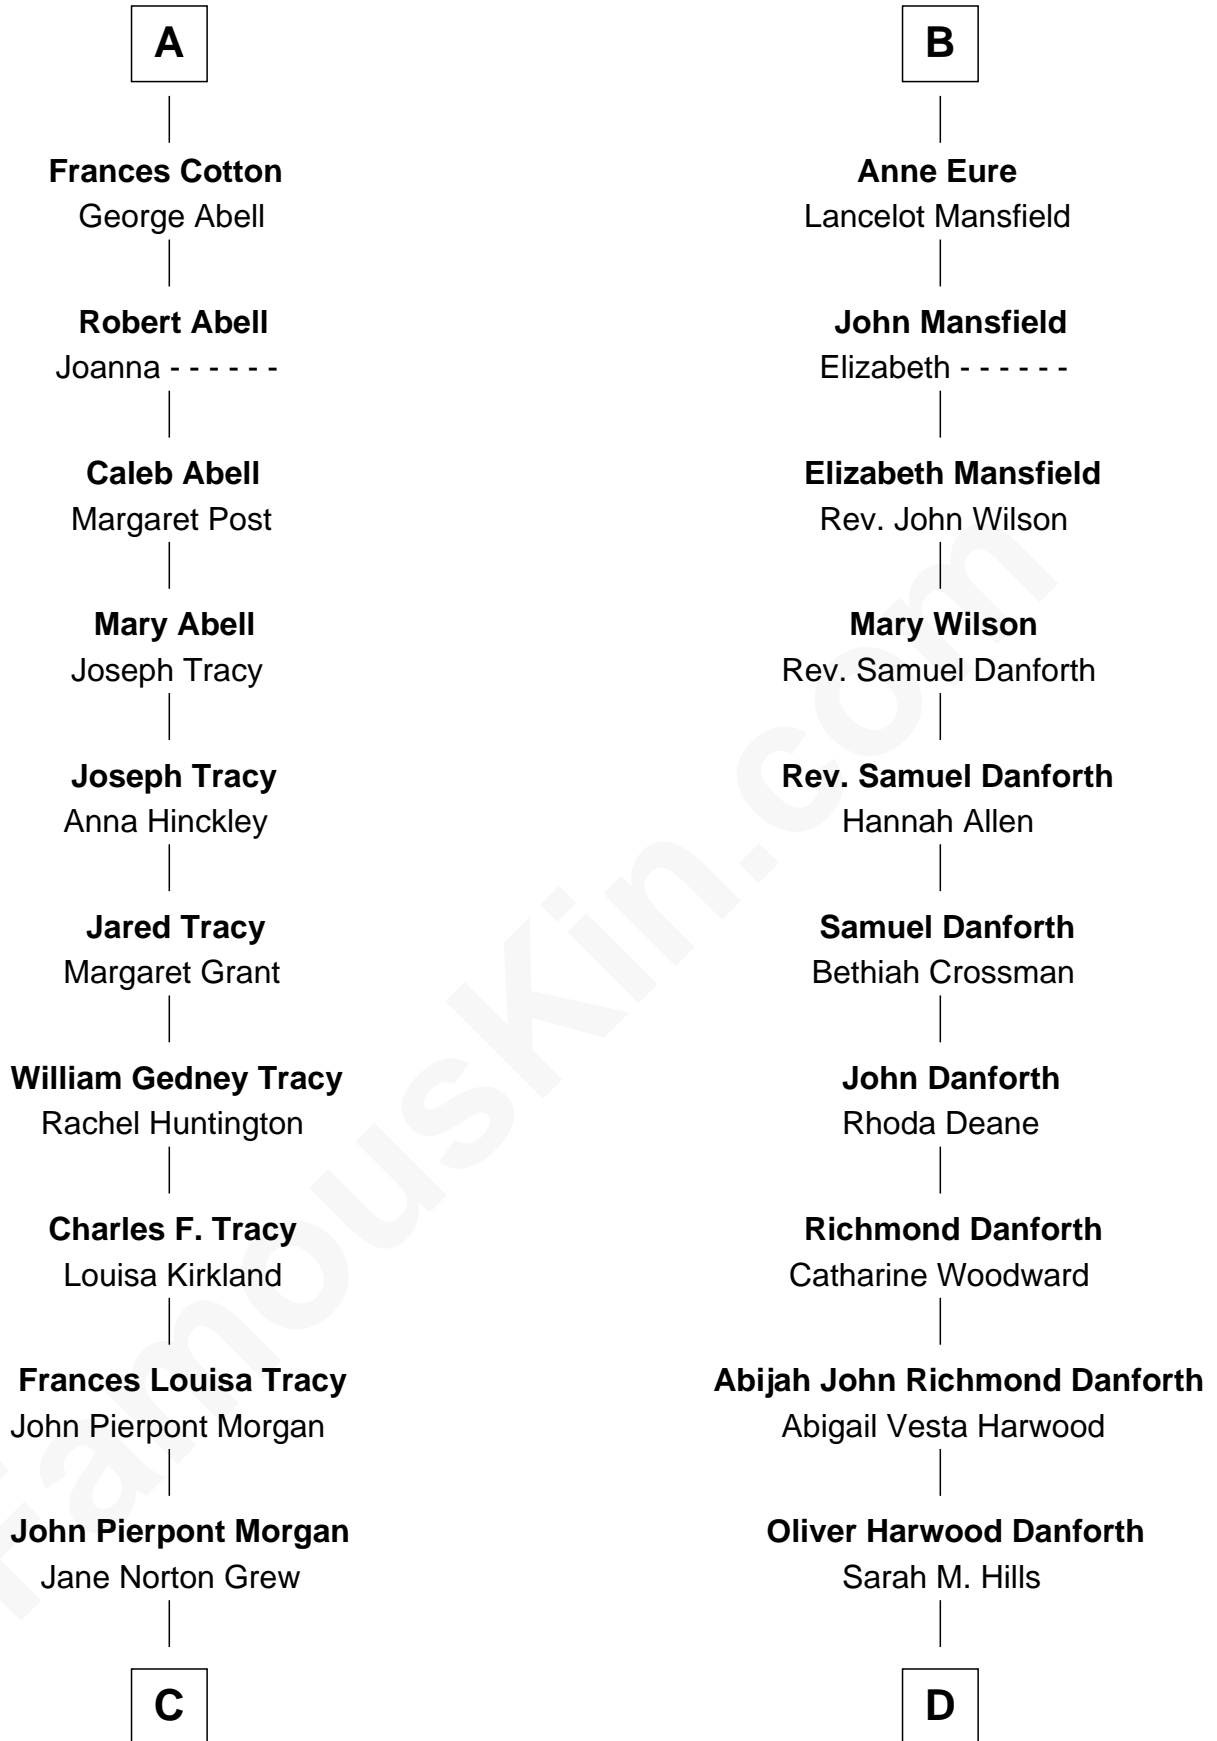 A
Frances Cotton
George Abell
Robert Abell
Joanna - - - - - -
Caleb Abell
Margaret Post
Mary Abell
Joseph Tracy
Joseph Tracy
Anna Hinckley
Jared Tracy
Margaret Grant
William Gedney Tracy
Rachel Huntington
Charles F. Tracy
Louisa Kirkland
Frances Louisa Tracy
John Pierpont Morgan
John Pierpont Morgan
Jane Norton Grew
C
B
Anne Eure
Lancelot Mansfield
John Mansfield
Elizabeth - - - - - -
Elizabeth Mansfield
Rev. John Wilson
Mary Wilson
Rev. Samuel Danforth
Rev. Samuel Danforth
Hannah Allen
Samuel Danforth
Bethiah Crossman
John Danforth
Rhoda Deane
Richmond Danforth
Catharine Woodward
Abijah John Richmond Danforth
Abigail Vesta Harwood
Oliver Harwood Danforth
Sarah M. Hills
D
FamousKin.com